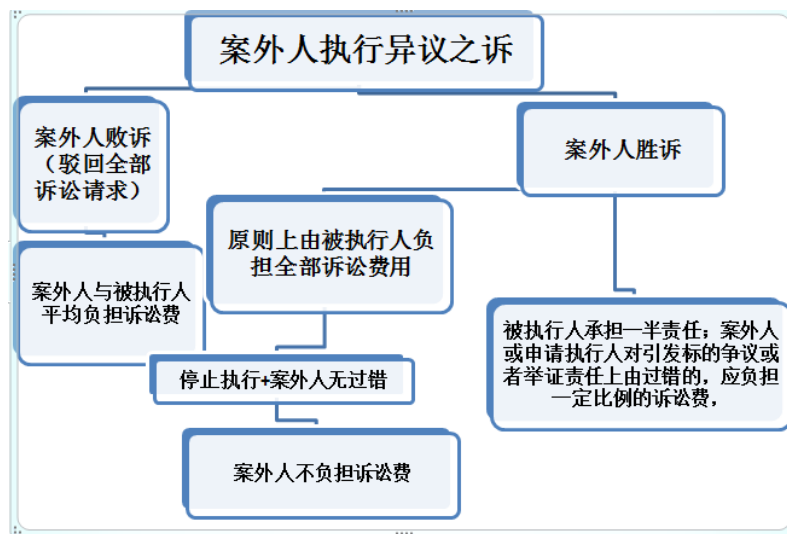 案外人执行异议之诉
案外人败诉
（驳回全部
诉讼请求）
案外人胜诉
原则上由被执行人负
担全部诉讼费用
案外人与被执行人
平均负担诉讼费
被执行人承担一半责任；案外人
或申请执行人对引发标的争议或
者举证责任上由过错的，应负担
一定比例的诉讼费，
停止执行+案外人无过错
案外人不负担诉讼费